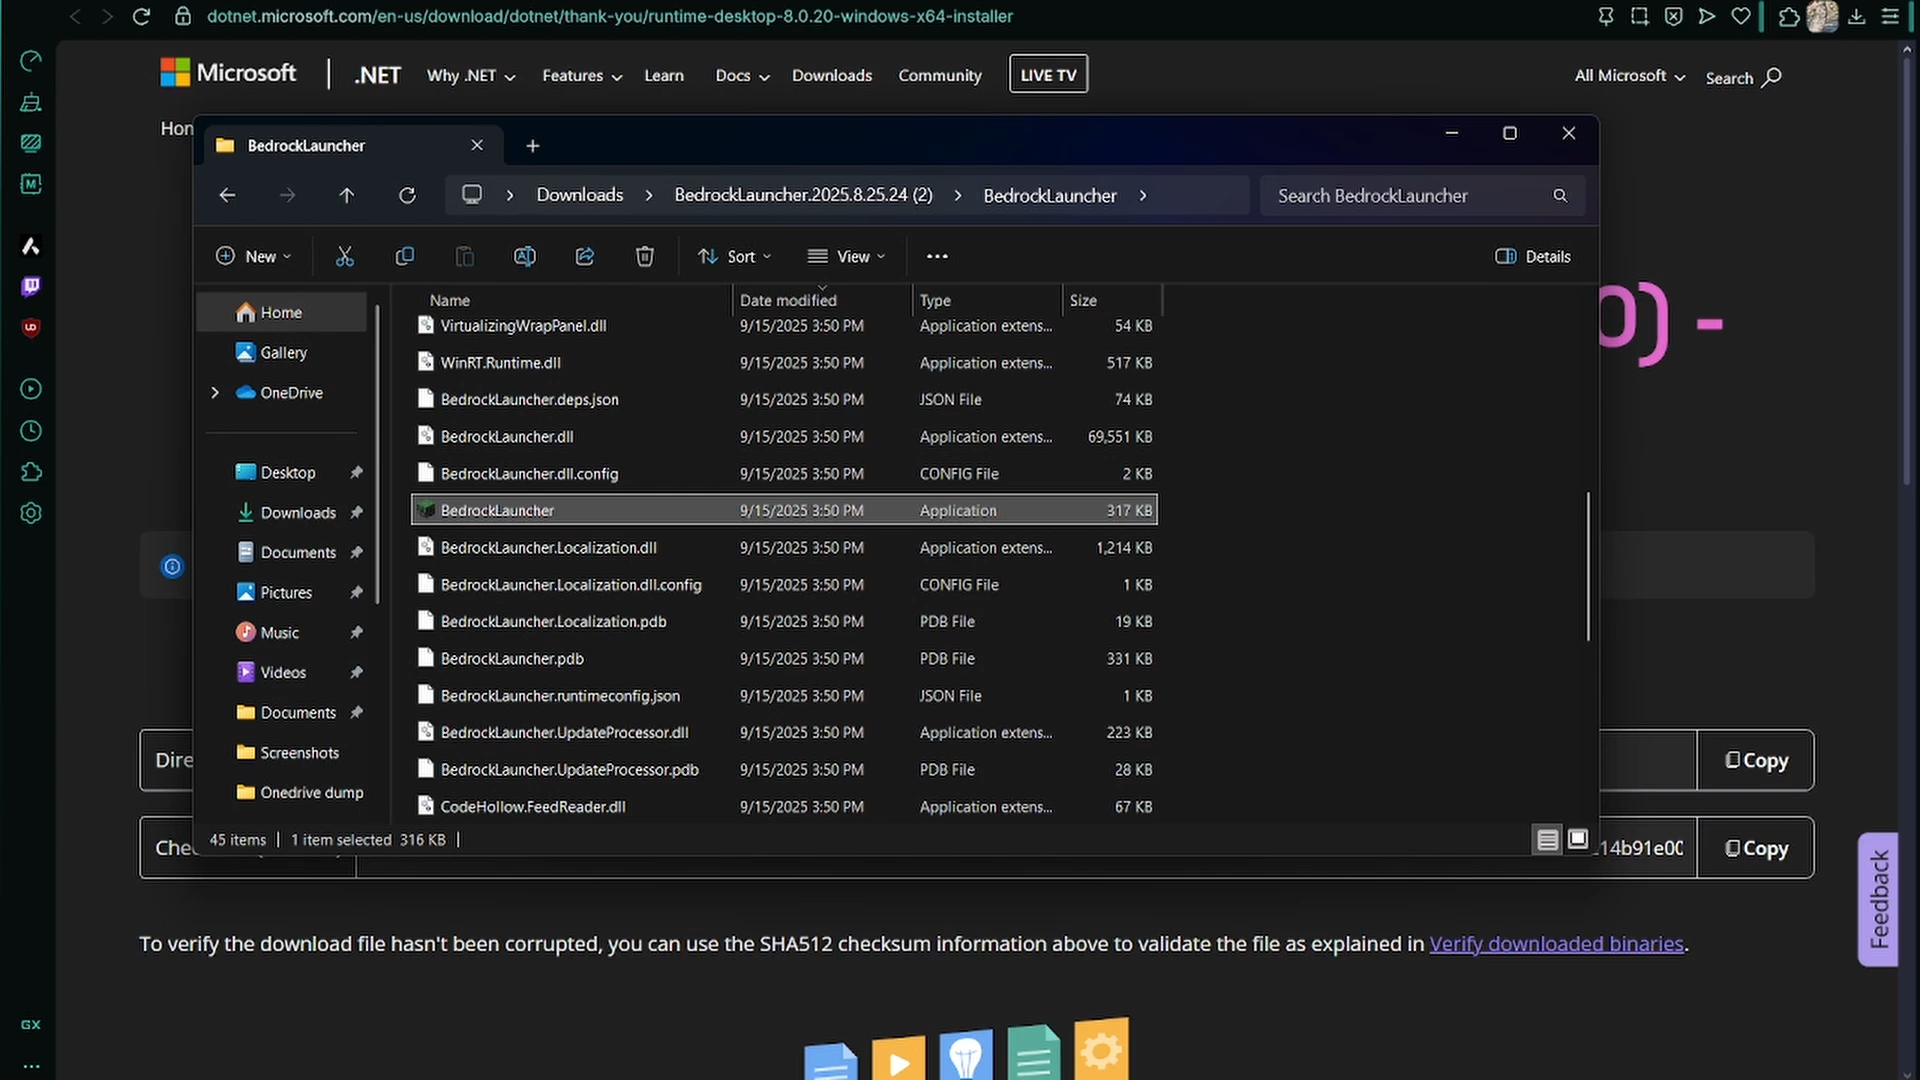 dotnet.microsoft.com/en-us/download/dotnet/thank-you/runtime-desktop-8.0.20-windows-x64-installer
Microsoft
.NET
Why .NET
Features
Learn
Docs
Downloads
Community
LIVE TV
All Microsoft
Search
BedrockLauncher
Downloads
BedrockLauncher.2025.8.25.24 (2)
BedrockLauncher
Search BedrockLauncher
New
Sort
View
Details
Name Date modified Type Size
VirtualizingWrapPanel.dll 9/15/2025 3:50 PM Application extens... 54 KB
WinRT.Runtime.dll 9/15/2025 3:50 PM Application extens... 517 KB
BedrockLauncher.deps.json 9/15/2025 3:50 PM JSON File 74 KB
BedrockLauncher.dll 9/15/2025 3:50 PM Application extens... 69,551 KB
BedrockLauncher.dll.config 9/15/2025 3:50 PM CONFIG File 2 KB
BedrockLauncher 9/15/2025 3:50 PM Application 317 KB
BedrockLauncher.Localization.dll 9/15/2025 3:50 PM Application extens... 1,214 KB
BedrockLauncher.Localization.dll.config 9/15/2025 3:50 PM CONFIG File 1 KB
BedrockLauncher.Localization.pdb 9/15/2025 3:50 PM PDB File 19 KB
BedrockLauncher.pdb 9/15/2025 3:50 PM PDB File 331 KB
BedrockLauncher.runtimeconfig.json 9/15/2025 3:50 PM JSON File 1 KB
BedrockLauncher.UpdateProcessor.dll 9/15/2025 3:50 PM Application extens... 223 KB
BedrockLauncher.UpdateProcessor.pdb 9/15/2025 3:50 PM PDB File 28 KB
CodeHollow.FeedReader.dll 9/15/2025 3:50 PM Application extens... 67 KB
Home
Gallery
OneDrive
Desktop
Downloads
Documents
Pictures
Music
Videos
Documents
Screenshots
Onedrive dump
45 items
1 item selected 316 KB
0) -
Dire
Copy
14b91e00
Copy
Feedback
To verify the download file hasn't been corrupted, you can use the SHA512 checksum information above to validate the file as explained in Verify downloaded binaries.
GX